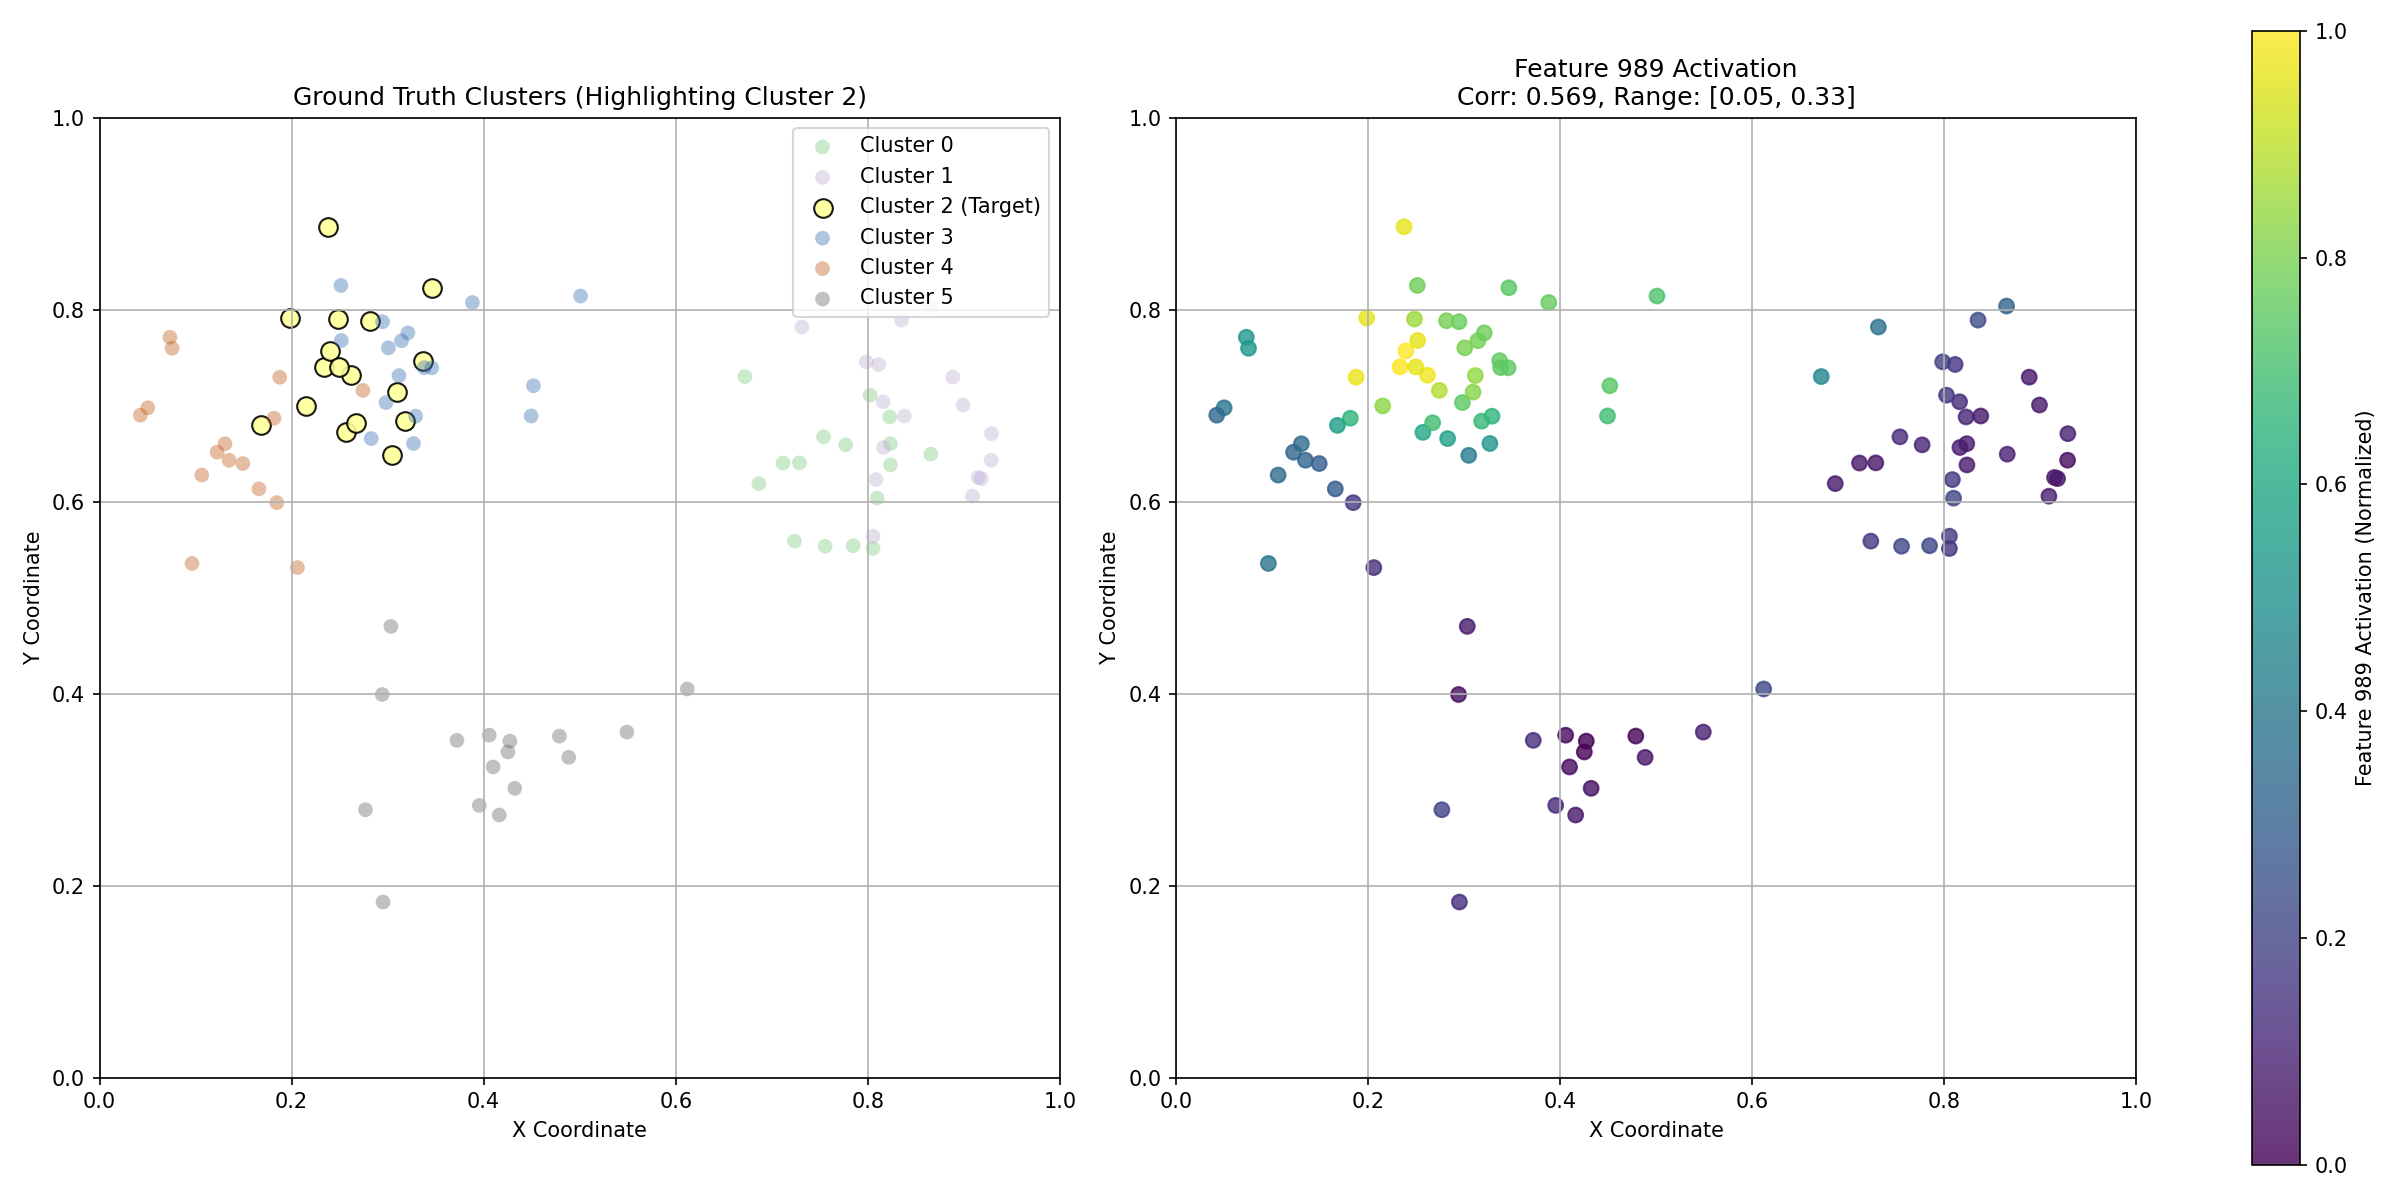 Ground Truth Clusters (Highlighting Cluster 2)
1.0
0.8
0.6
0.4
0.2
0.0
0.0
0.2
0.4
0.6
0.8
1.0
X Coordinate
Y Coordinate
Cluster 0
Cluster 1
Cluster 2 (Target)
Cluster 3
Cluster 4
Cluster 5
Feature 989 Activation
Corr: 0.569, Range: [0.05, 0.33]
1.0
0.8
0.6
0.4
0.2
0.0
0.0
0.2
0.4
0.6
0.8
1.0
X Coordinate
Y Coordinate
1.0
0.8
0.6
0.4
0.2
0.0
Feature 989 Activation (Normalized)